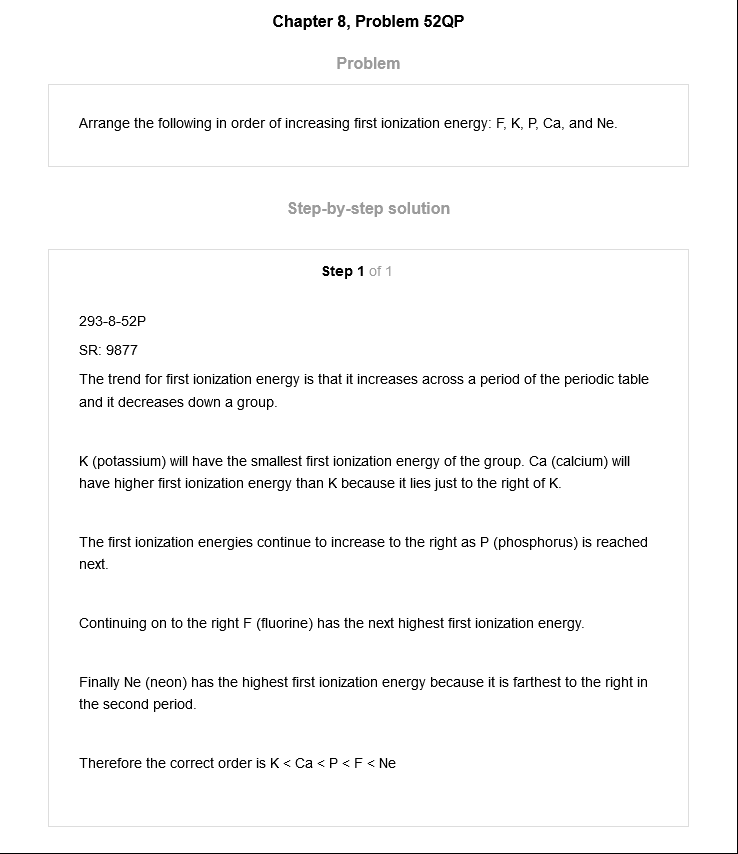 Chapter 8, Problem 52QP
Problem
Arrange the following in order of increasing first ionization energy: F, K, P, Ca, and Ne.
Step-by-step solution
Step 1 of 1
293-8-52P
SR: 9877
The trend for first ionization energy is that it increases across a period of the periodic table
and it decreases down a group.
K (potassium) will have the smallest first ionization energy of the group. Ca (calcium) will
have higher first ionization energy than K because it lies just to the right of K.
The first ionization energies continue to increase to the right as P (phosphorus) is reached
next.
Continuing on to the right F (fluorine) has the next highest first ionization energy.
Finally Ne (neon) has the highest first ionization energy because it is farthest to the right in
the second period.
Therefore the correct order is K < Ca < P < F < Ne